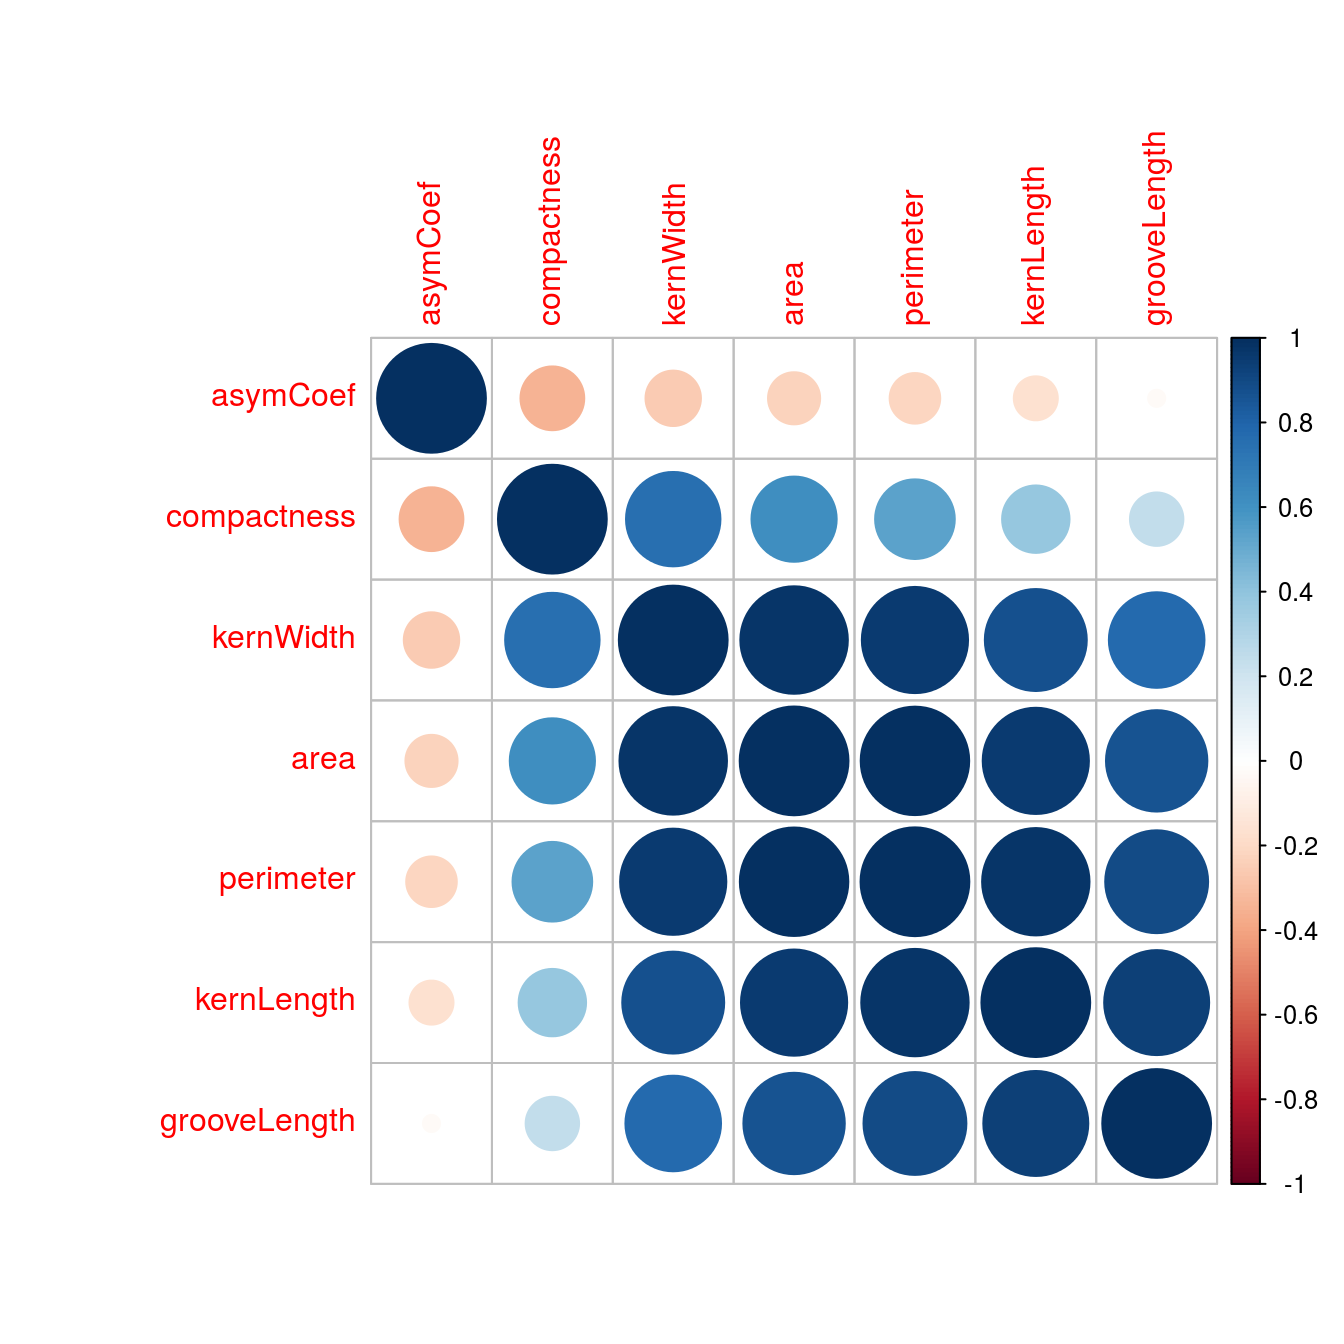 asymCoef
compactness
kernWidth
area
perimeter
kernLength
grooveLength
asymCoef
compactness
kernWidth
area
perimeter
kernLength
grooveLength
1
0.8
0.6
0.4
0.2
0
-0.2
-0.4
-0.6
-0.8
-1